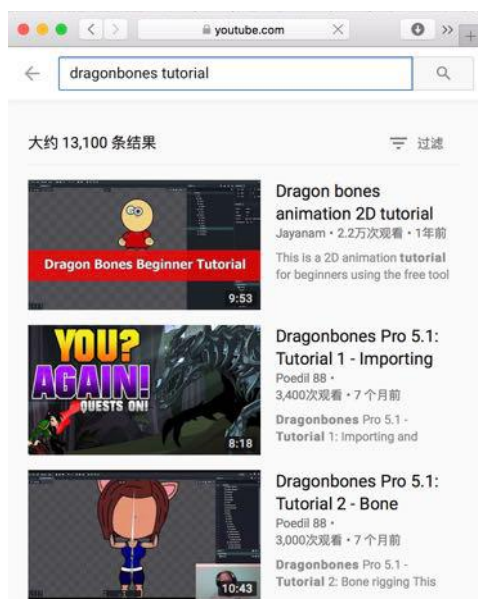 youtube.com
dragonbones tutorial
大约 13,100 条结果
过滤
Dragon Bones Beginner Tutorial
9:53
Dragon bones
animation 2D tutorial
Jayanam • 2.2万次观看 • 1年前
This is a 2D animation tutorial
for beginners using the free tool
YOU?
AGAIN!
QUESTS ON!
8:18
Dragonbones Pro 5.1:
Tutorial 1 - Importing
Poedil 88 •
3,400次观看 • 7 个月前
Dragonbones Pro 5.1 -
Tutorial 1: Importing and
10:43
Dragonbones Pro 5.1:
Tutorial 2 - Bone
Poedil 88 •
3,000次观看 • 7 个月前
Dragonbones Pro 5.1 -
Tutorial 2: Bone rigging This